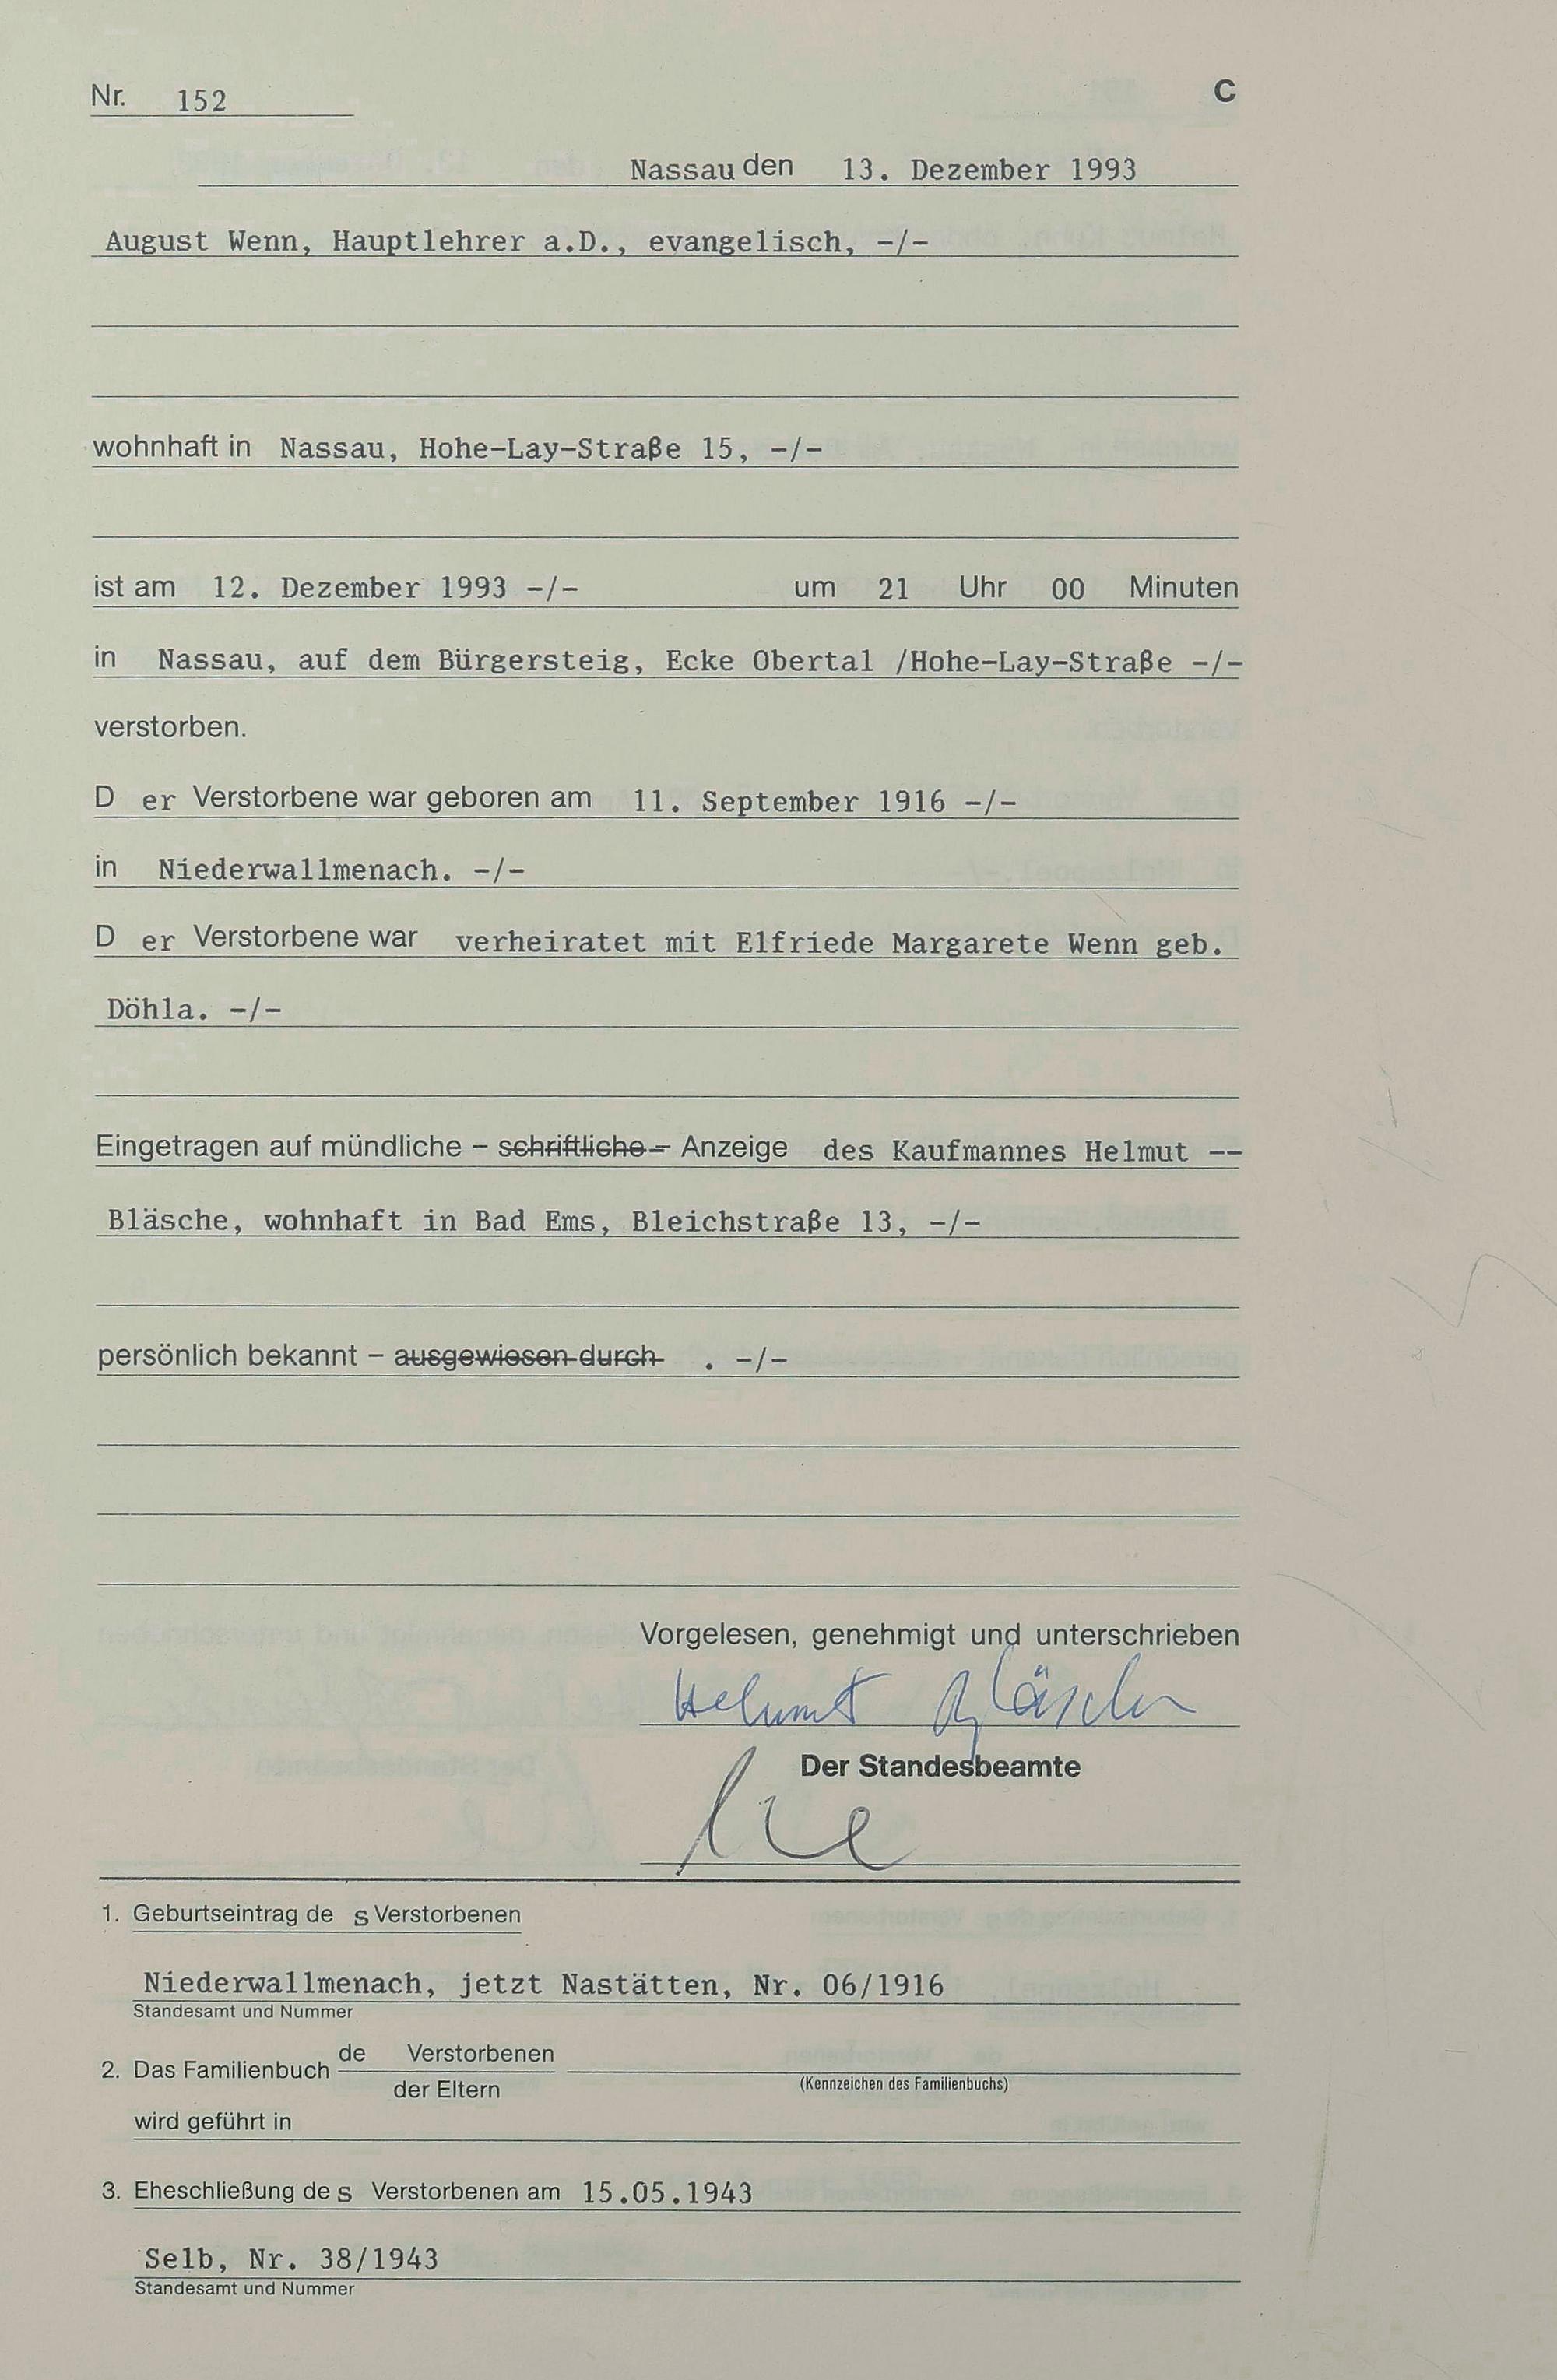 Nr. 152 C
Nassau den 13. Dezember 1993
August Wenn, Hauptlehrer a.D., evangelisch, -/-
wohnhaft in Nassau, Hohe-Lay-Straße 15, -/-
ist am 12. Dezember 1993 -/- um 21 Uhr 00 Minuten
in Nassau, auf dem Bürgersteig, Ecke Obertal /Hohe-Lay-Straße -/-
verstorben.
D er Verstorbene war geboren am 11. September 1916 -/-
in Niederwallmenach. -/-
D er Verstorbene war verheiratet mit Elfriede Margarete Wenn geb.
Döhla. -/-
Eingetragen auf mündliche – schriftliche – Anzeige des Kaufmannes Helmut --
Bläsche, wohnhaft in Bad Ems, Bleichstraße 13, -/-
persönlich bekannt – ausgewiesen durch . -/-
Vorgelesen, genehmigt und unterschrieben
Helmut Bläsche
Der Standesbeamte
1. Geburtseintrag de s Verstorbenen
Niederwallmenach, jetzt Nastätten, Nr. 06/1916
Standesamt und Nummer
de Verstorbenen
2. Das Familienbuch
der Eltern (Kennzeichen des Familienbuchs)
wird geführt in
3. Eheschließung de s Verstorbenen am 15.05.1943
Selb, Nr. 38/1943
Standesamt und Nummer